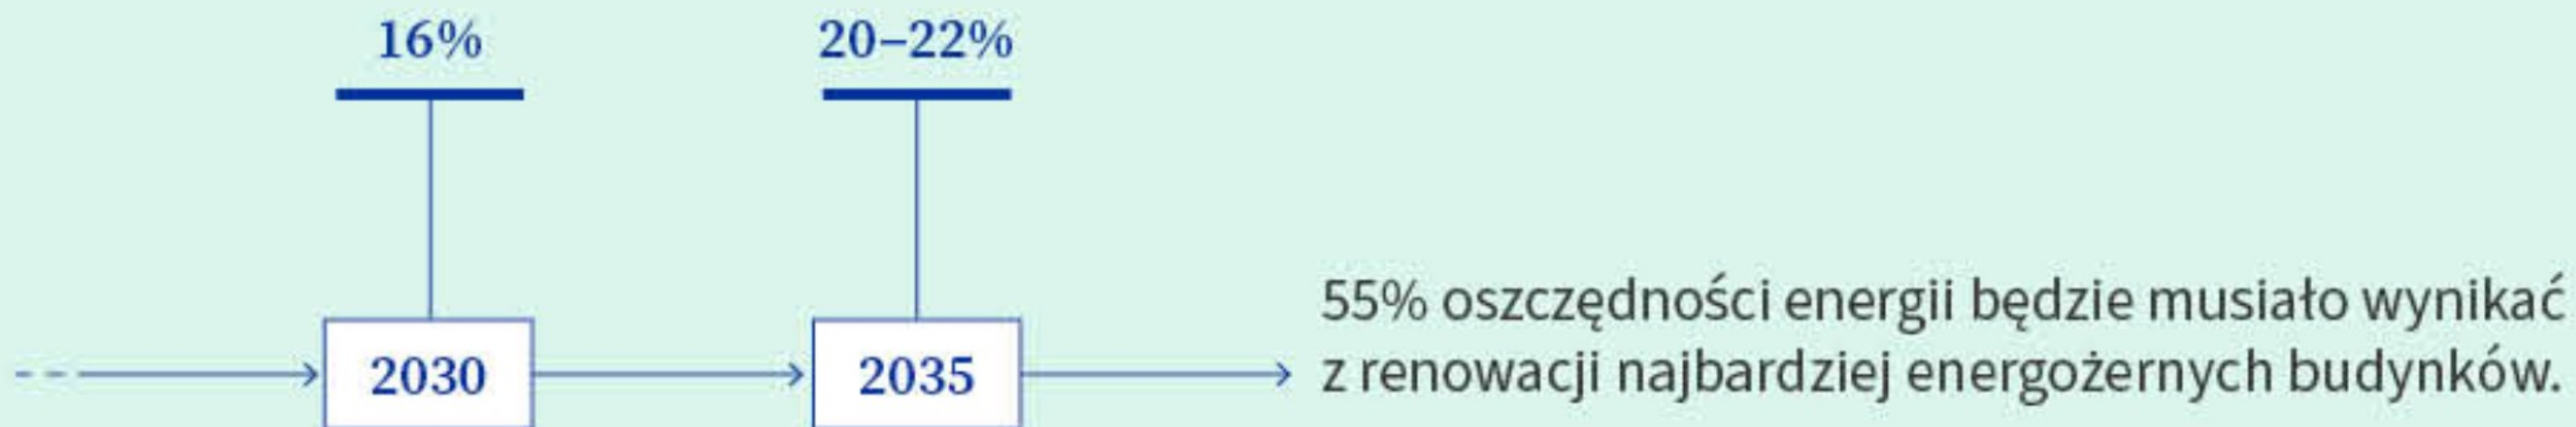 16%
20–22%
2030
2035
55% oszczędności energii będzie musiało wynikać
z renowacji najbardziej energożernych budynków.